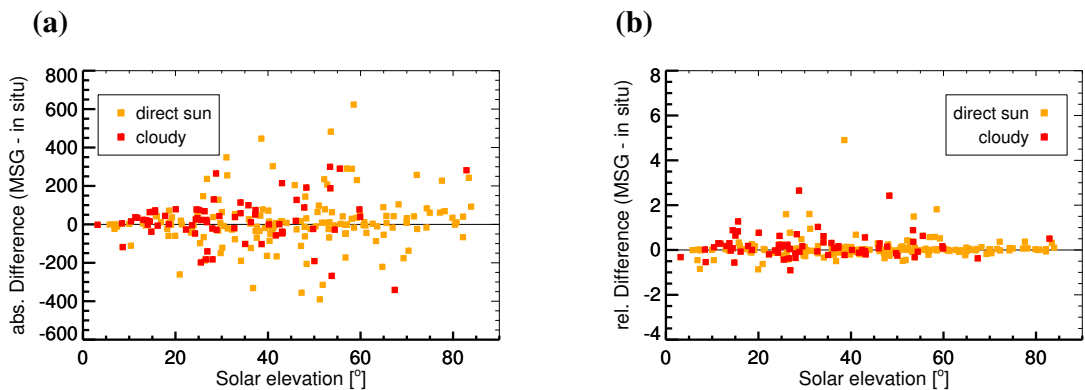 (a)
abs. Difference (MSG - in situ)
800
600
400
200
0
-200
-400
-600
direct sun
cloudy
0 20 40 60 80
Solar elevation [o]
(b)
rel. Difference (MSG - in situ)
8
6
4
2
0
-2
-4
direct sun
cloudy
0 20 40 60 80
Solar elevation [o]